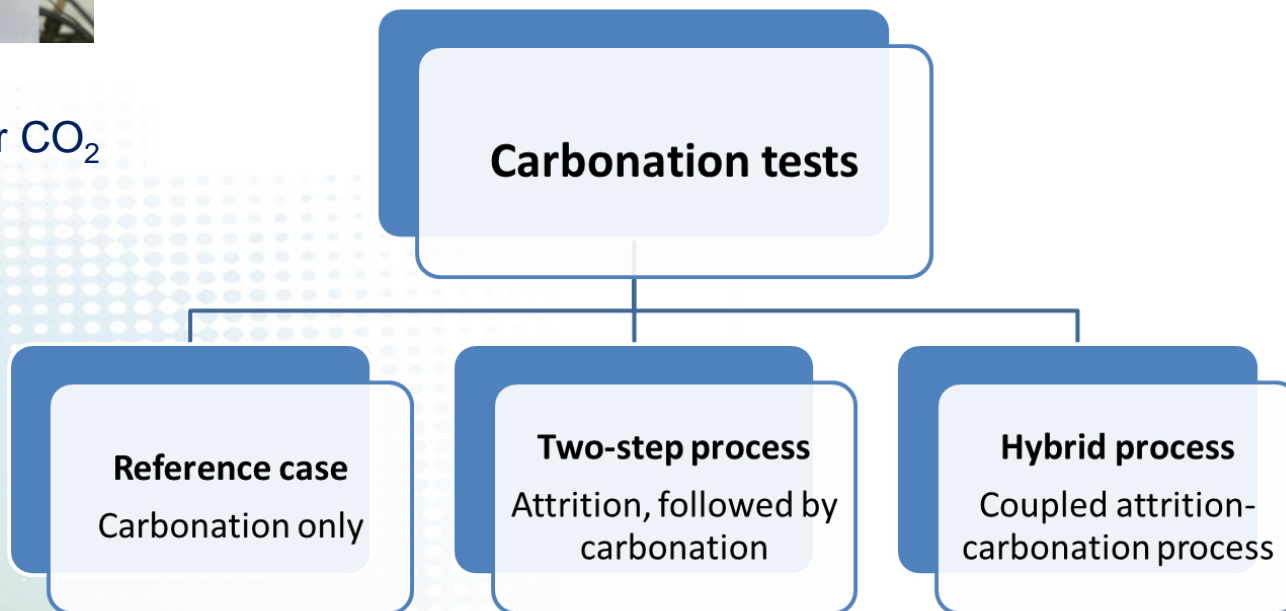 r CO₂
Carbonation tests
Reference case
Carbonation only
Two-step process
Attrition, followed by
carbonation
Hybrid process
Coupled attrition-
carbonation process